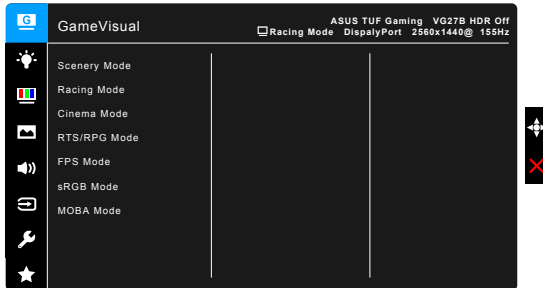 G
GameVisual
ASUS TUF Gaming VG27B HDR Off
Racing Mode DispalyPort 2560x1440@ 155Hz
Scenery Mode
Racing Mode
Cinema Mode
RTS/RPG Mode
FPS Mode
sRGB Mode
MOBA Mode